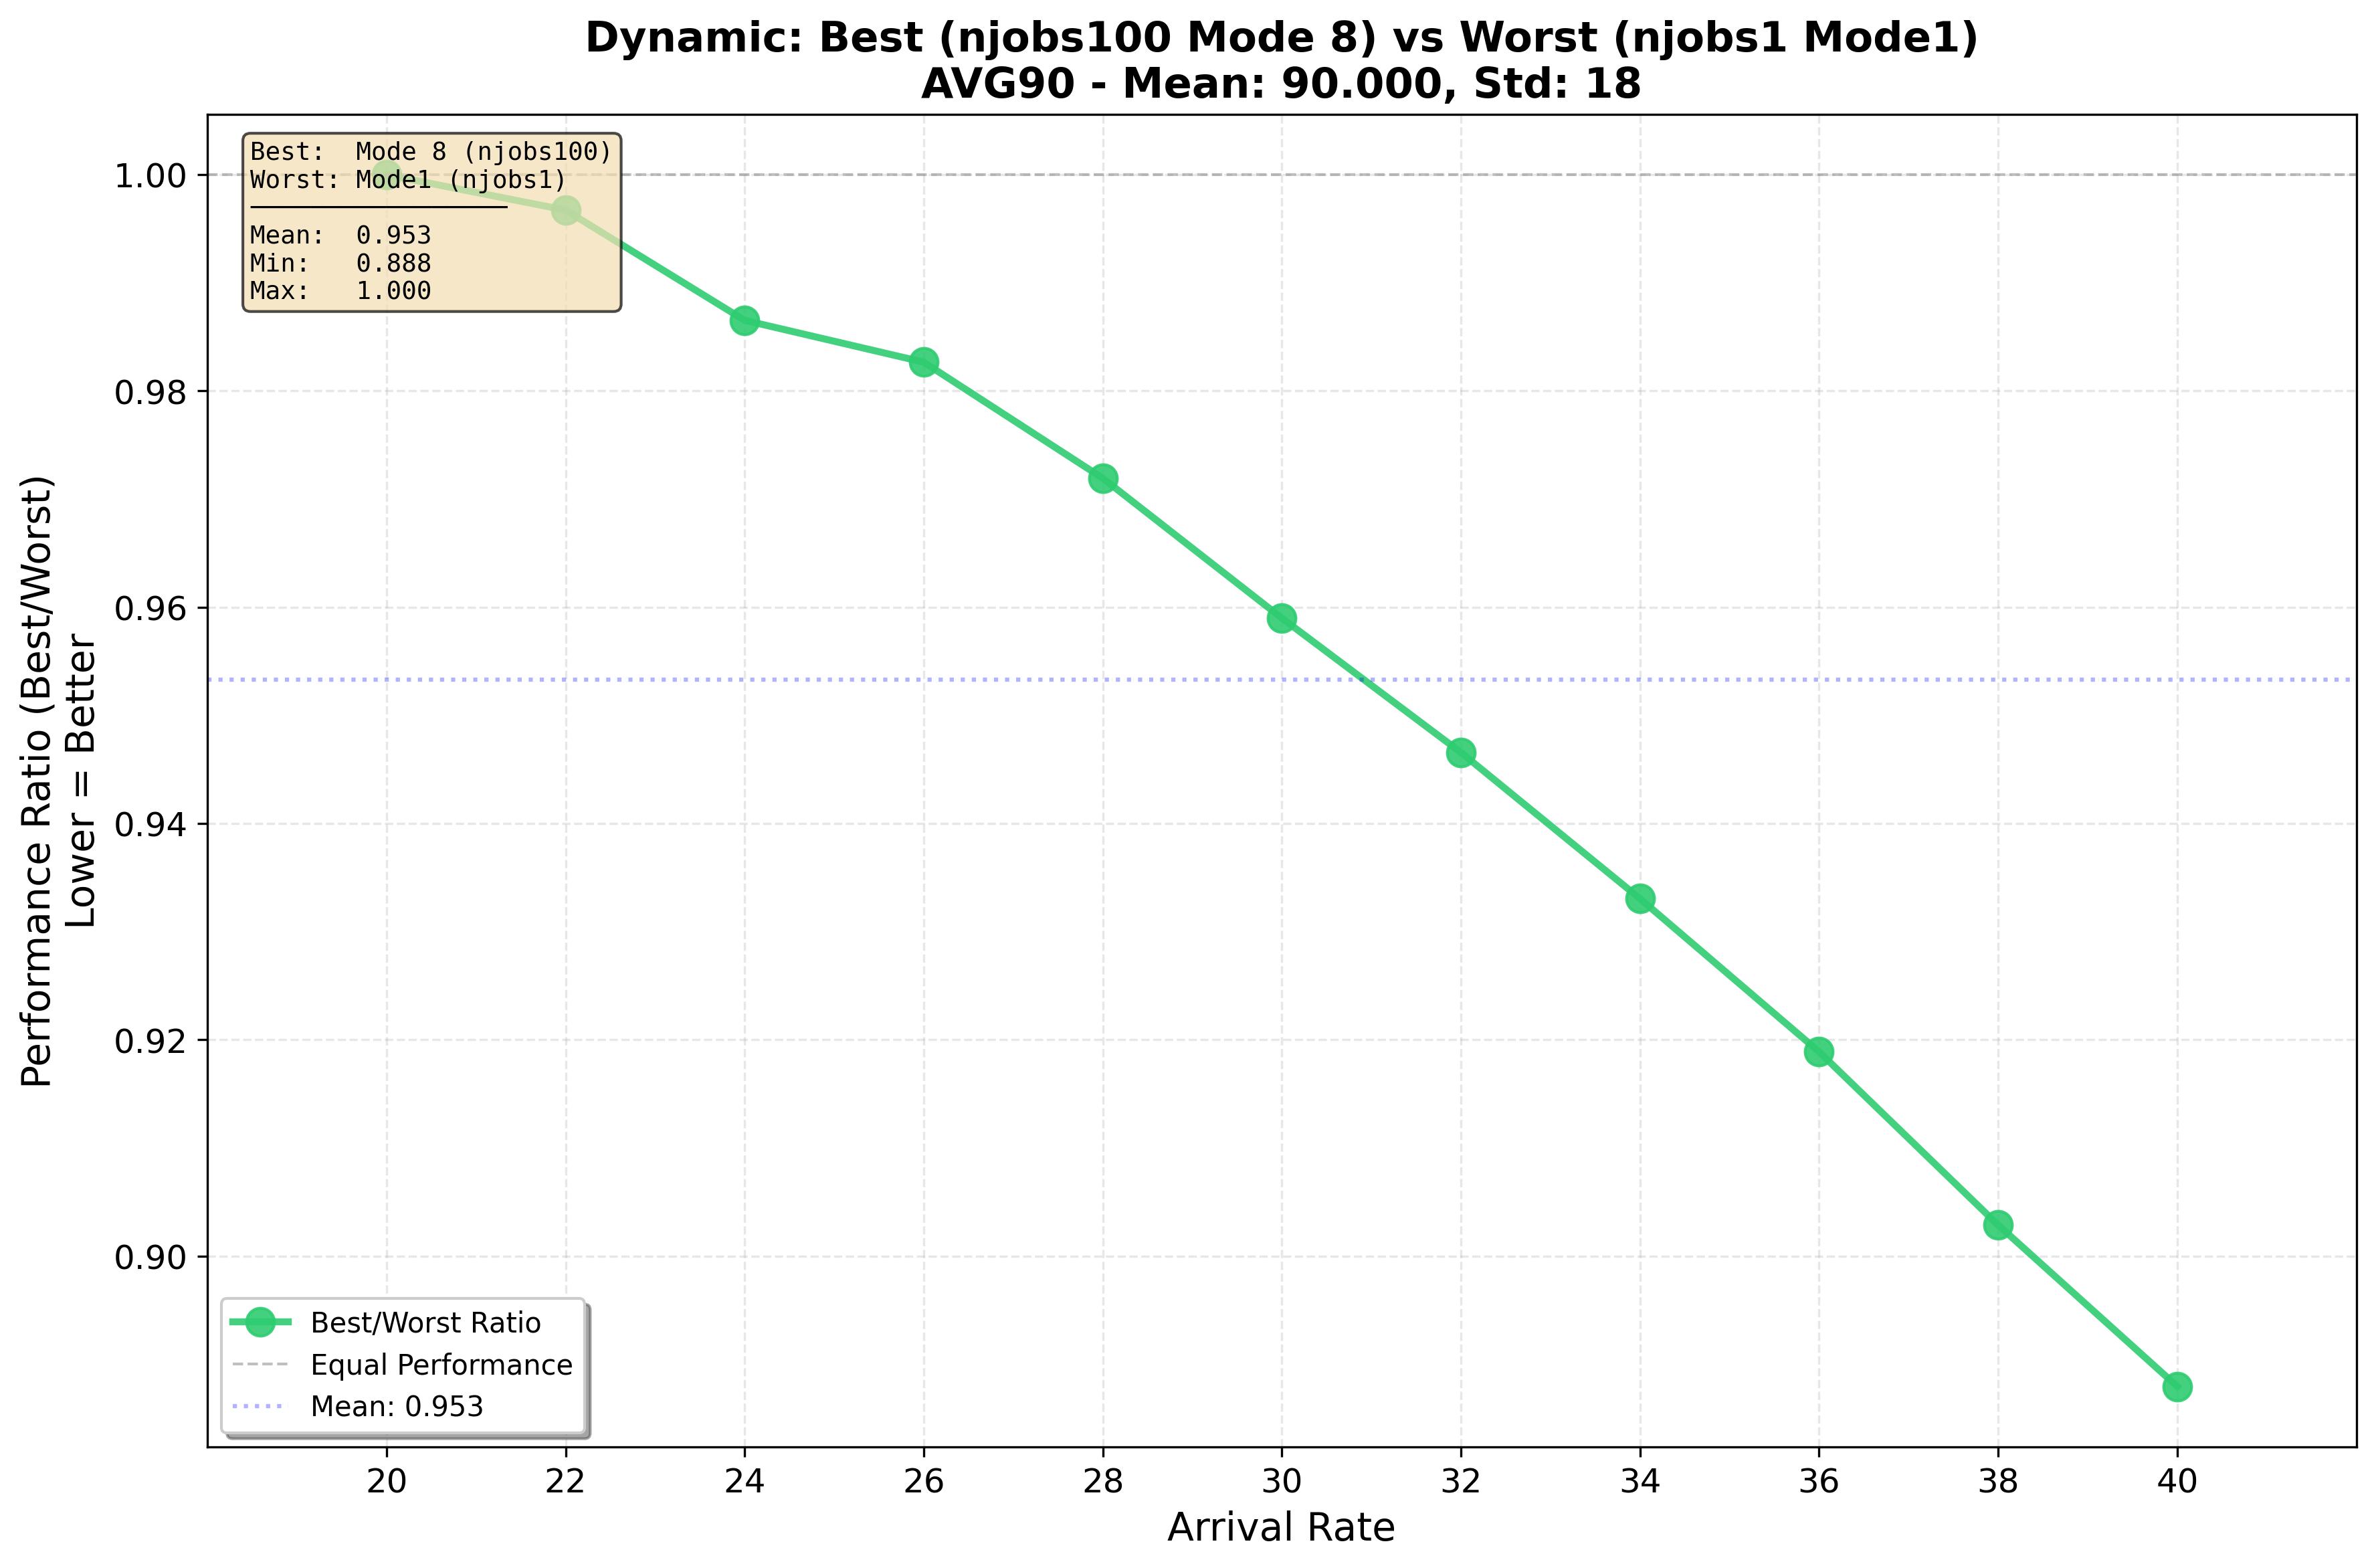 Dynamic: Best (njobs100 Mode 8) vs Worst (njobs1 Mode1)
AVG90 - Mean: 90.000, Std: 18
Best:  Mode 8 (njobs100)
Worst: Mode1 (njobs1)
Mean:  0.953
Min:   0.888
Max:   1.000
Performance Ratio (Best/Worst)
Lower = Better
1.00
0.98
0.96
0.94
0.92
0.90
Best/Worst Ratio
Equal Performance
Mean: 0.953
20 22 24 26 28 30 32 34 36 38 40
Arrival Rate